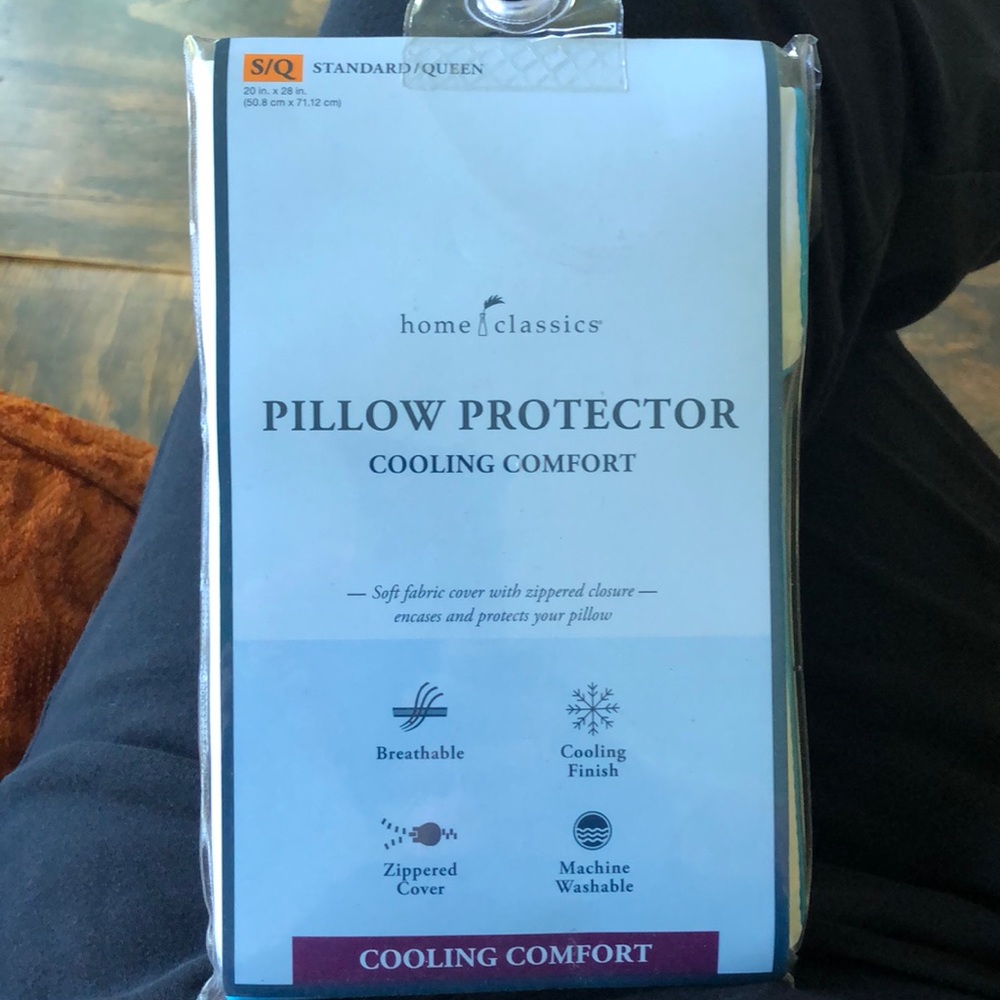 S/Q STANDARD/QUEEN
20 in. x 28 in.
(50.8 cm x 71.12 cm)
home classics®
PILLOW PROTECTOR
COOLING COMFORT
— Soft fabric cover with zippered closure —
encases and protects your pillow
Breathable
Cooling
Finish
Zippered
Cover
Machine
Washable
COOLING COMFORT